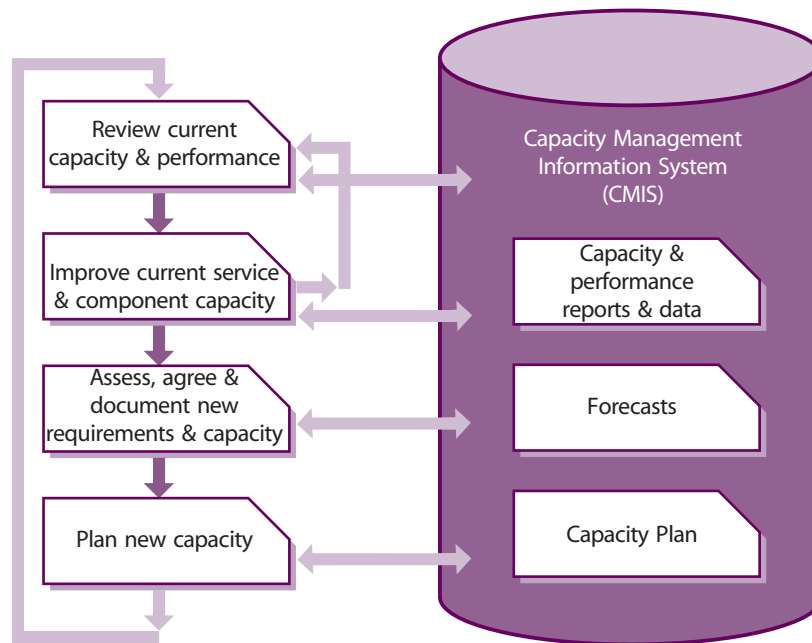 Review current
capacity & performance
Improve current service
& component capacity
Assess, agree &
document new
requirements & capacity
Plan new capacity
Capacity Management
Information System
(CMIS)
Capacity &
performance
reports & data
Forecasts
Capacity Plan